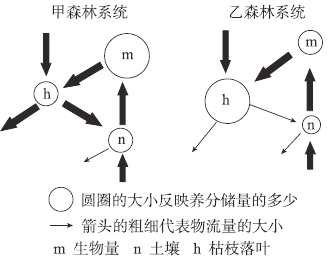 甲森林系统
乙森林系统
m
h
n
m
h
n
圆圈的大小反映养分储量的多少
箭头的粗细代表物流量的大小
m 生物量 n 土壤 h 枯枝落叶